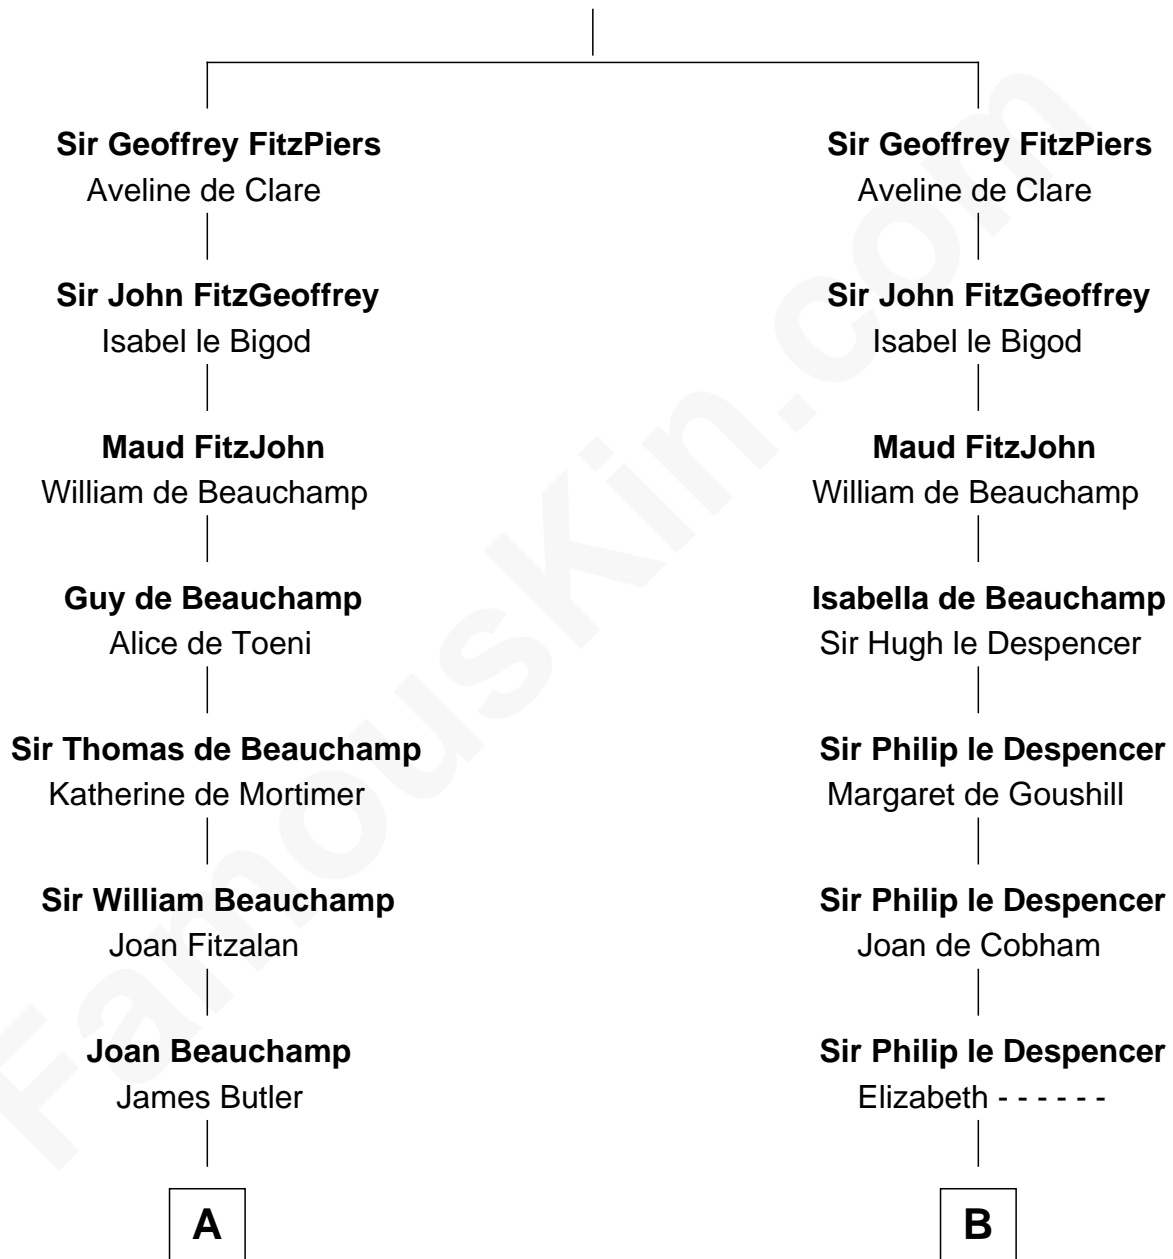 Sir Geoffrey FitzPiers
Aveline de Clare
Sir John FitzGeoffrey
Isabel le Bigod
Maud FitzJohn
William de Beauchamp
Guy de Beauchamp
Alice de Toeni
Sir Thomas de Beauchamp
Katherine de Mortimer
Sir William Beauchamp
Joan Fitzalan
Joan Beauchamp
James Butler
A
Sir Geoffrey FitzPiers
Aveline de Clare
Sir John FitzGeoffrey
Isabel le Bigod
Maud FitzJohn
William de Beauchamp
Isabella de Beauchamp
Sir Hugh le Despencer
Sir Philip le Despencer
Margaret de Goushill
Sir Philip le Despencer
Joan de Cobham
Sir Philip le Despencer
Elizabeth - - - - - -
B
FamousKin.com